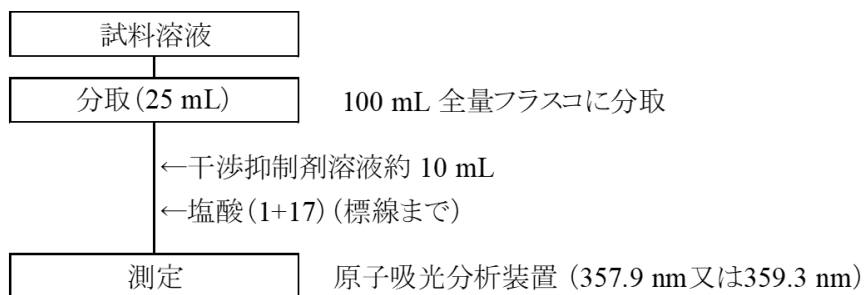 試料溶液
分取(25 mL) 100 mL 全量フラスコに分取
←干渉抑制剤溶液約 10 mL
←塩酸(1+17)(標線まで)
測定 原子吸光分析装置 (357.9 nm又は359.3 nm)